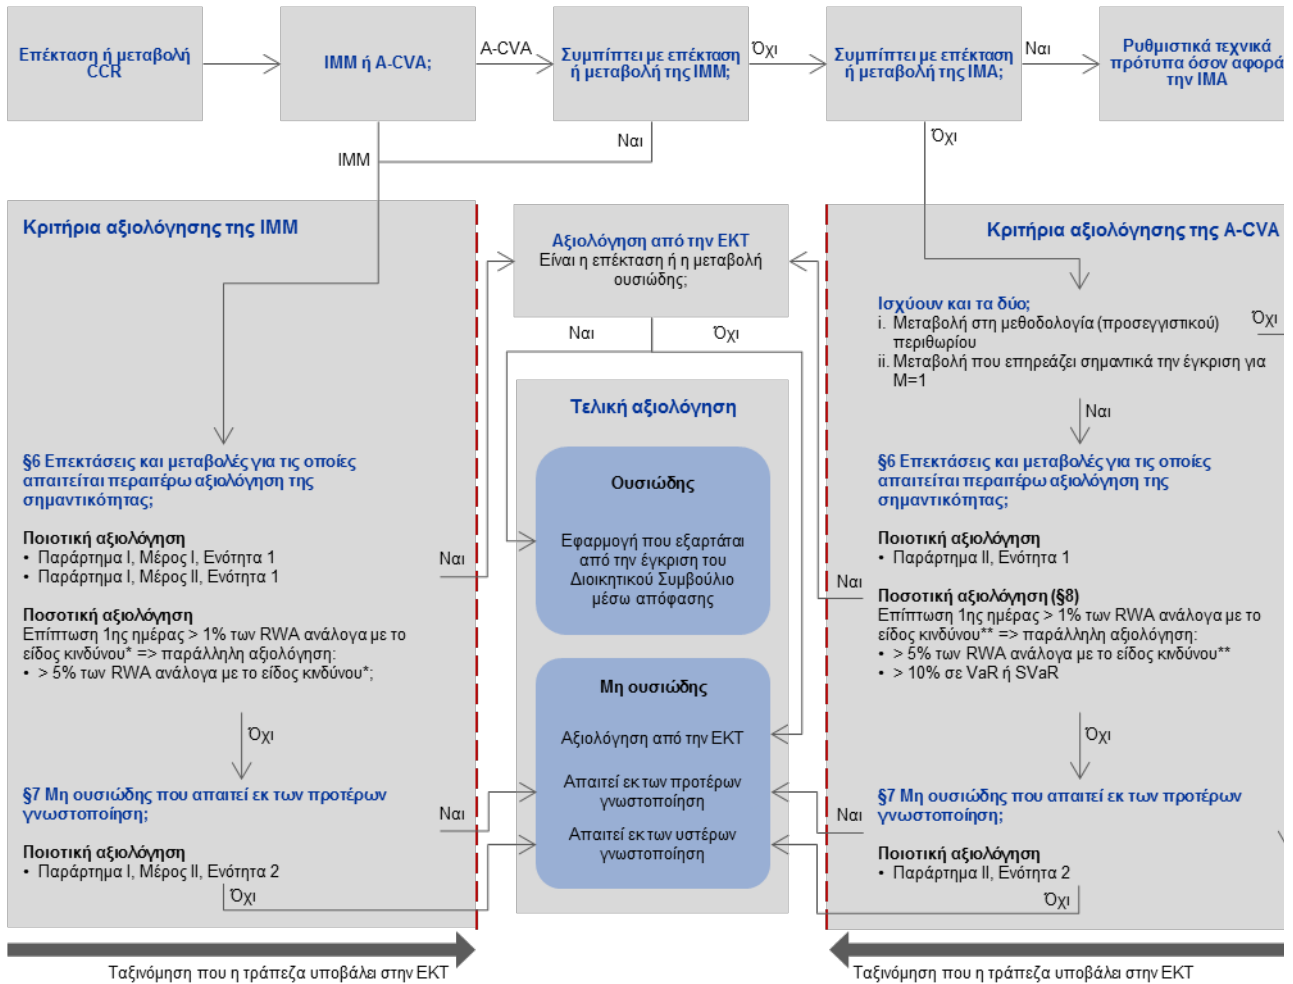 Επέκταση ή μεταβολή
CCR
IMM ή A-CVA;
A-CVA
Συμπίπτει με επέκταση
ή μεταβολή της IMM;
Όχι
Συμπίπτει με επέκταση
ή μεταβολή της IMA;
Ναι
Ρυθμιστικά τεχνικά
πρότυπα όσον αφορά
την IMA
IMM
Ναι
Όχι
Κριτήρια αξιολόγησης της IMM
§6 Επεκτάσεις και μεταβολές για τις οποίες
απαιτείται περαιτέρω αξιολόγηση της
σημαντικότητας;
Ποιοτική αξιολόγηση
• Παράρτημα I, Μέρος I, Ενότητα 1
• Παράρτημα I, Μέρος II, Ενότητα 1
Ναι
Ποσοτική αξιολόγηση
Επίπτωση 1ης ημέρας > 1% των RWA ανάλογα με το
είδος κινδύνου* => παράλληλη αξιολόγηση:
• > 5% των RWA ανάλογα με το είδος κινδύνου*;
Όχι
§7 Μη ουσιώδης που απαιτεί εκ των προτέρων
γνωστοποίηση;
Ναι
Ποιοτική αξιολόγηση
• Παράρτημα I, Μέρος II, Ενότητα 2
Όχι
Αξιολόγηση από την ΕΚΤ
Είναι η επέκταση ή η μεταβολή
ουσιώδης;
Ναι
Όχι
Τελική αξιολόγηση
Ουσιώδης
Εφαρμογή που εξαρτάται
από την έγκριση του
Διοικητικού Συμβούλιο
μέσω απόφασης
Μη ουσιώδης
Αξιολόγηση από την ΕΚΤ
Απαιτεί εκ των προτέρων
γνωστοποίηση
Απαιτεί εκ των υστέρων
γνωστοποίηση
Κριτήρια αξιολόγησης της A-CVA
Ισχύουν και τα δύο;
i. Μεταβολή στη μεθοδολογία (προσεγγιστικού)
περιθωρίου
ii. Μεταβολή που επηρεάζει σημαντικά την έγκριση για
M=1
Όχι
Ναι
§6 Επεκτάσεις και μεταβολές για τις οποίες
απαιτείται περαιτέρω αξιολόγηση της
σημαντικότητας;
Ποιοτική αξιολόγηση
• Παράρτημα II, Ενότητα 1
Ναι
Ποσοτική αξιολόγηση (§8)
Επίπτωση 1ης ημέρας > 1% των RWA ανάλογα με το
είδος κινδύνου** => παράλληλη αξιολόγηση:
• > 5% των RWA ανάλογα με το είδος κινδύνου**
• > 10% σε VaR ή SVaR
Όχι
§7 Μη ουσιώδης που απαιτεί εκ των προτέρων
γνωστοποίηση;
Ναι
Ποιοτική αξιολόγηση
• Παράρτημα II, Ενότητα 2
Όχι
Ταξινόμηση που η τράπεζα υποβάλει στην ΕΚΤ
Ταξινόμηση που η τράπεζα υποβάλει στην ΕΚΤ